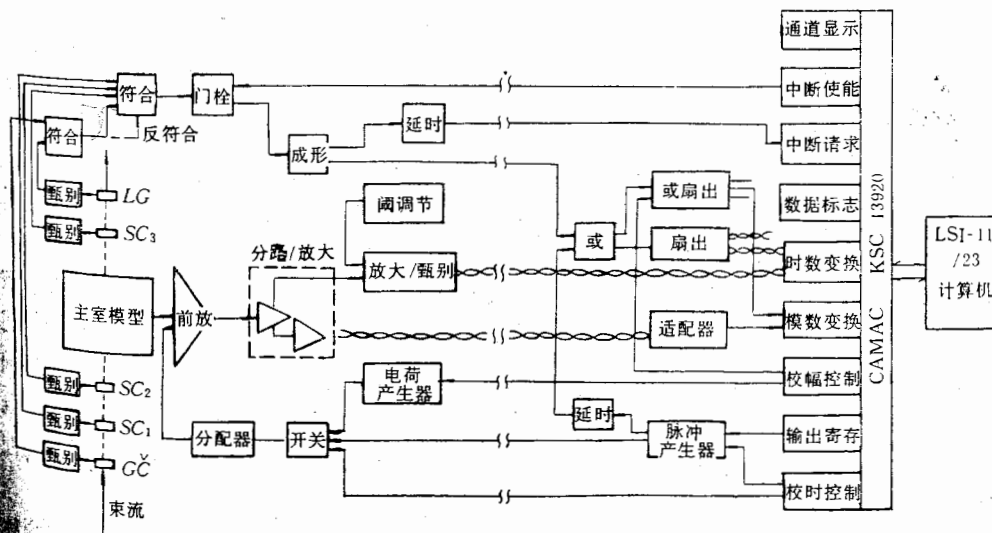 通道显示
符合
门栓
中断使能
符合
反符合
延时
成形
中断请求
甄别
LG
阈调节
或扇出
数据标志
甄别
SC3
分路/放大
或
扇出
放大/甄别
时数变换
主室模型
前放
适配器
模数变换
CAMAC KSC 13920
LSI-11
/23
计算机
甄别
SC2
电荷
产生器
校幅控制
甄别
SC1
分配器
开关
延时
脉冲
产生器
输出寄存
甄别
GČ
校时控制
束流